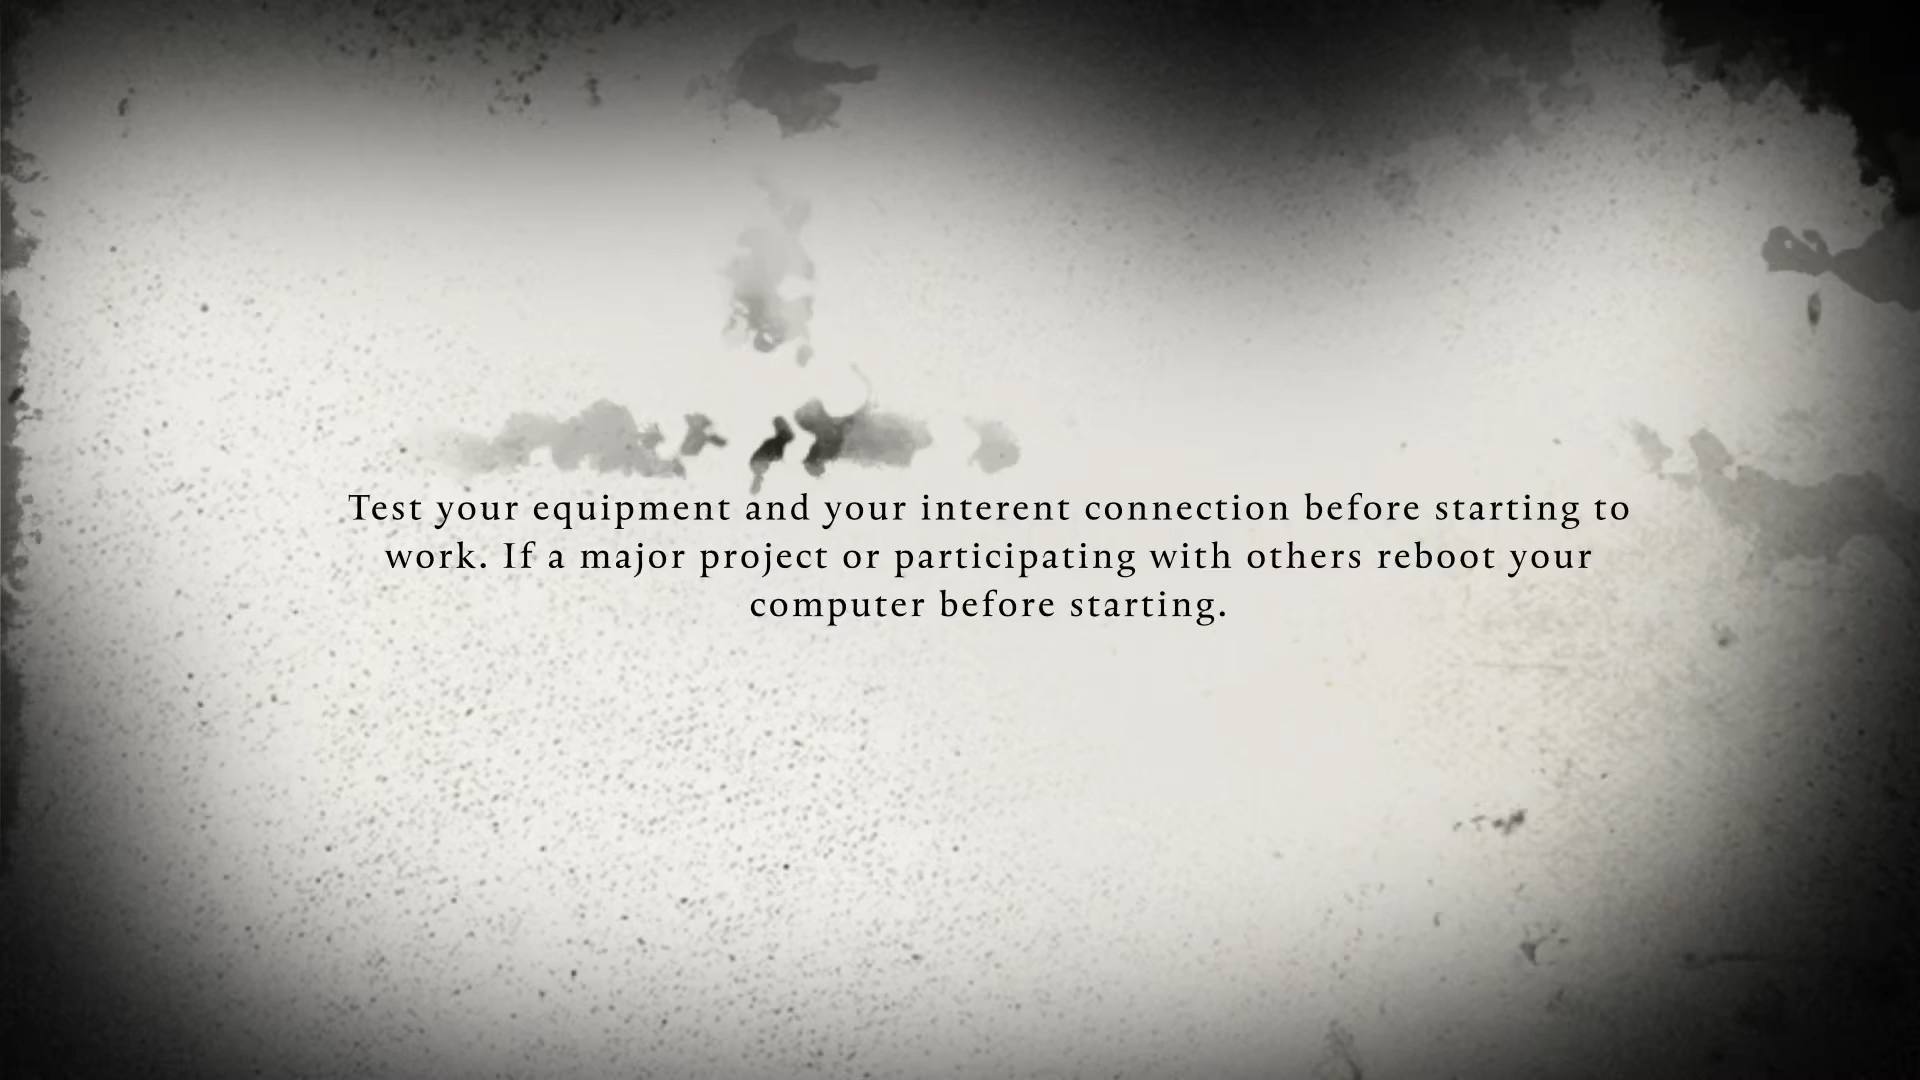 Test your equipment and your interent connection before starting to
work. If a major project or participating with others reboot your
computer before starting.